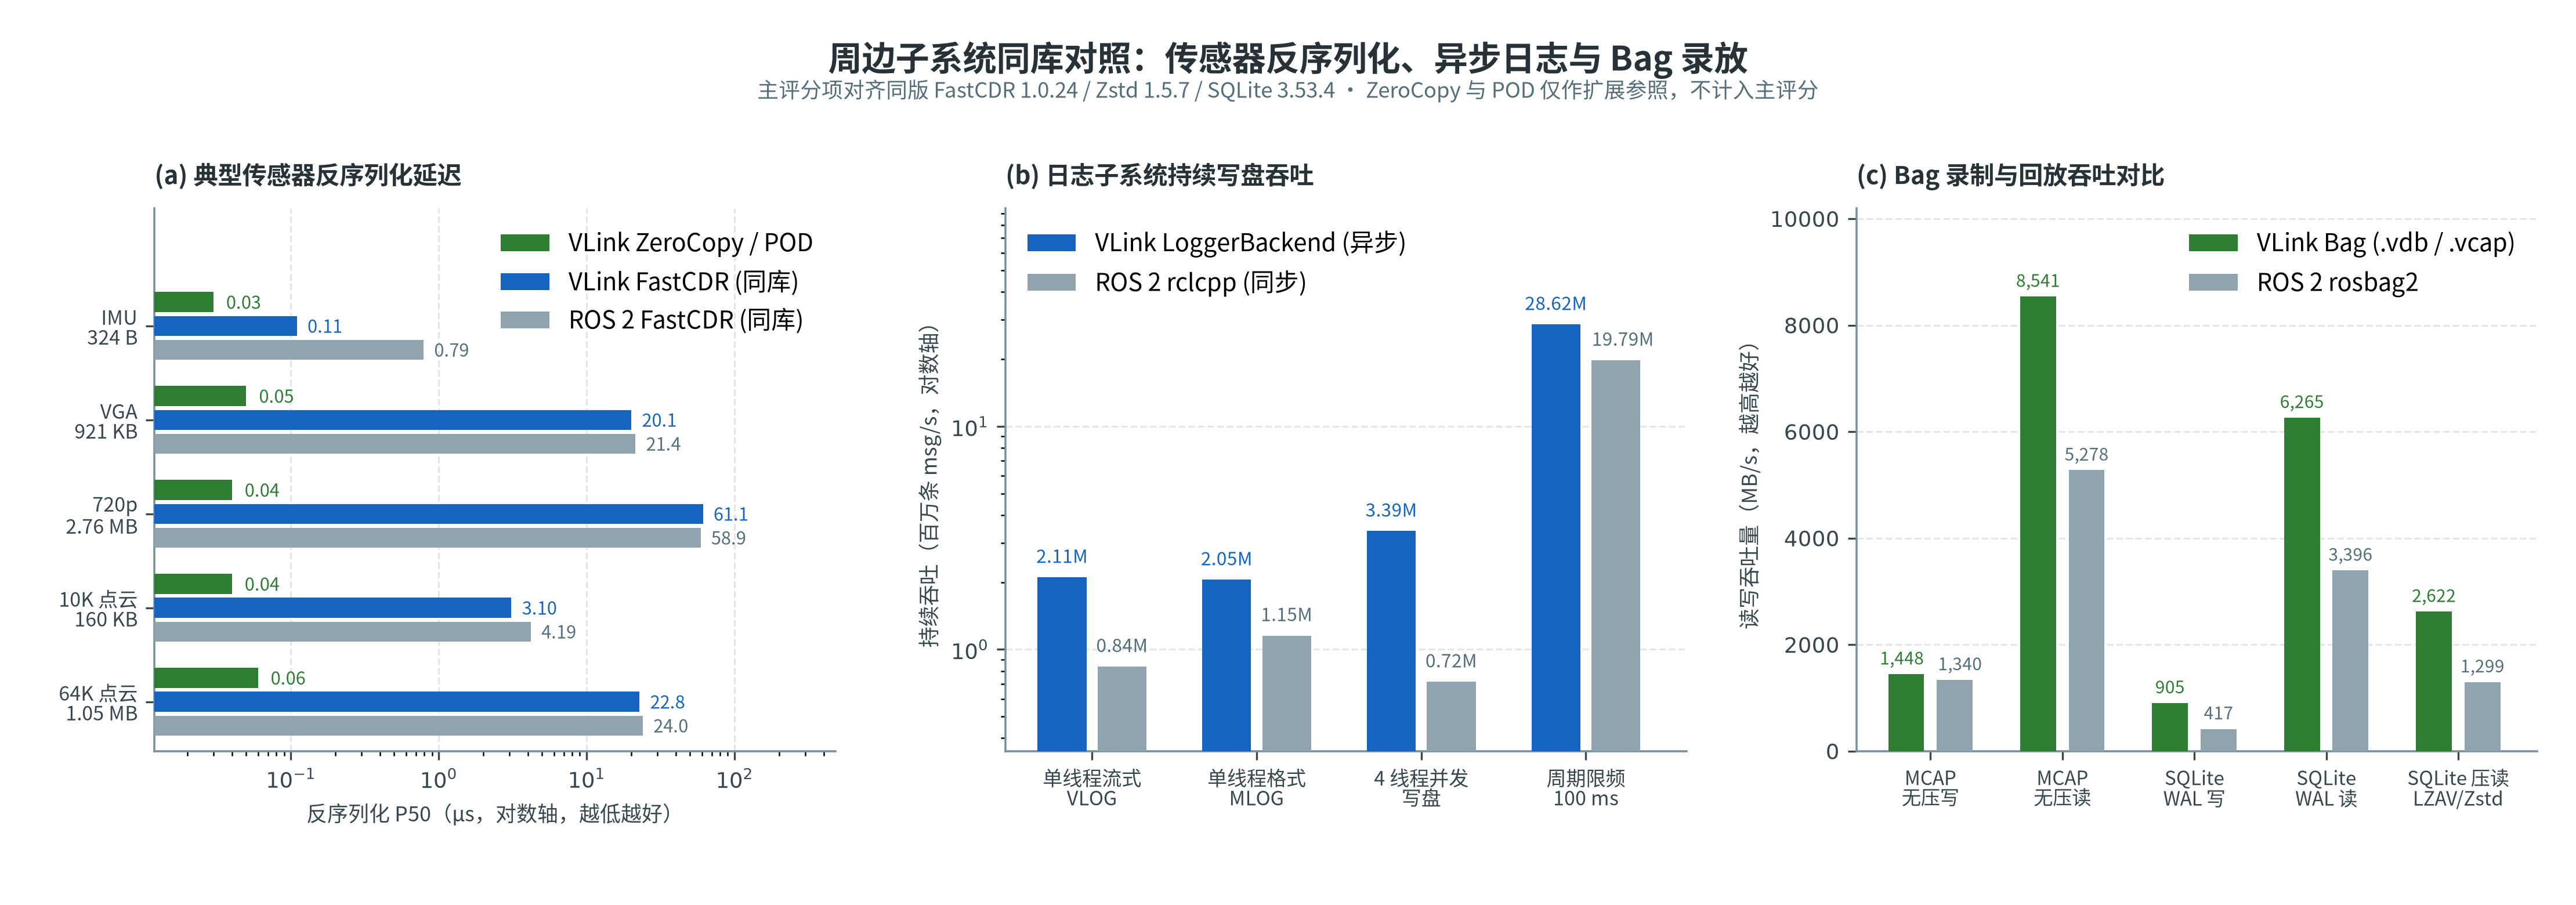 周边子系统同库对照：传感器反序列化、异步日志与 Bag 录放
主评分项对齐同版 FastCDR 1.0.24 / Zstd 1.5.7 / SQLite 3.53.4 · ZeroCopy 与 POD 仅作扩展参照，不计入主评分
(a) 典型传感器反序列化延迟
VLink ZeroCopy / POD
VLink FastCDR (同库)
ROS 2 FastCDR (同库)
IMU
324 B
0.03
0.11
0.79
VGA
921 KB
0.05
20.1
21.4
720p
2.76 MB
0.04
61.1
58.9
10K 点云
160 KB
0.04
3.10
4.19
64K 点云
1.05 MB
0.06
22.8
24.0
10⁻¹
10⁰
10¹
10²
反序列化 P50（μs，对数轴，越低越好）
(b) 日志子系统持续写盘吞吐
VLink LoggerBackend (异步)
ROS 2 rclcpp (同步)
持续吞吐（百万条 msg/s，对数轴）
10¹
10⁰
2.11M
0.84M
2.05M
1.15M
3.39M
0.72M
28.62M
19.79M
单线程流式
VLOG
单线程格式
MLOG
4 线程并发
写盘
周期限频
100 ms
(c) Bag 录制与回放吞吐对比
VLink Bag (.vdb / .vcap)
ROS 2 rosbag2
读写吞吐量（MB/s，越高越好）
10000
8000
6000
4000
2000
0
1,448
1,340
8,541
5,278
905
417
6,265
3,396
2,622
1,299
MCAP
无压写
MCAP
无压读
SQLite
WAL 写
SQLite
WAL 读
SQLite 压读
LZAV/Zstd